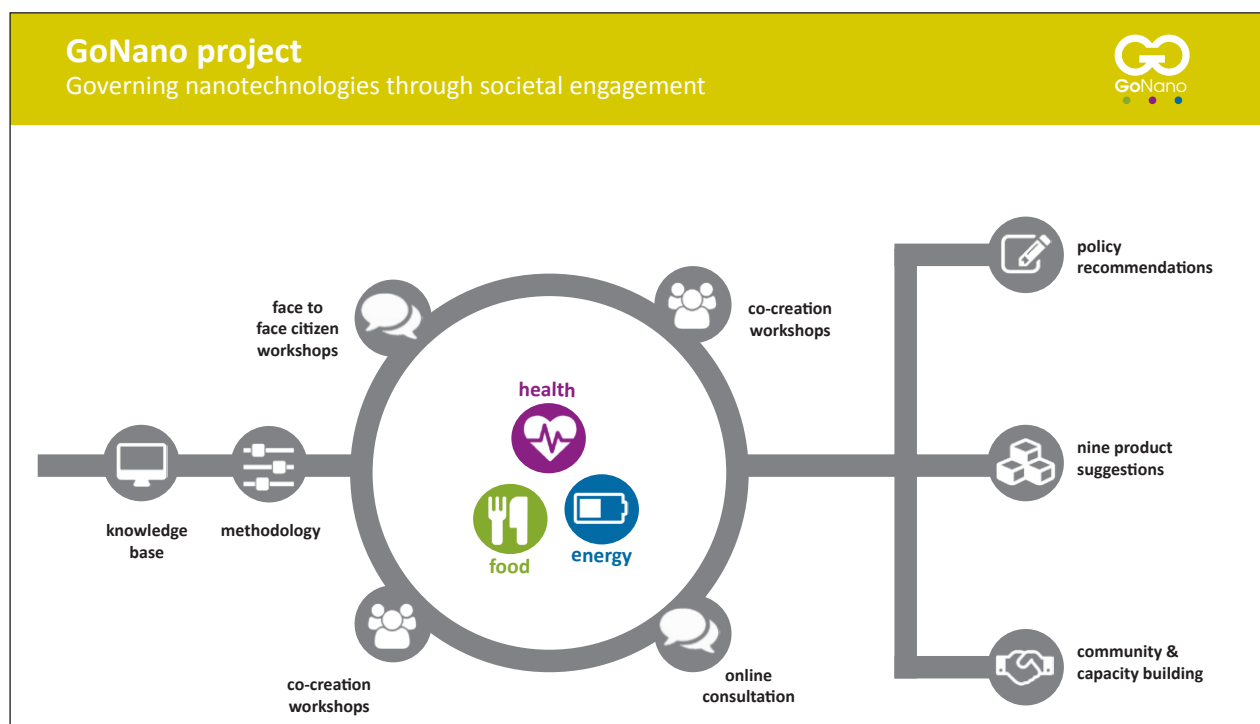 GoNano project
Governing nanotechnologies through societal engagement
GoNano
face to
face citizen
workshops
co-creation
workshops
policy
recommendations
health
food
energy
knowledge
base
methodology
nine product
suggestions
co-creation
workshops
online
consultation
community &
capacity building